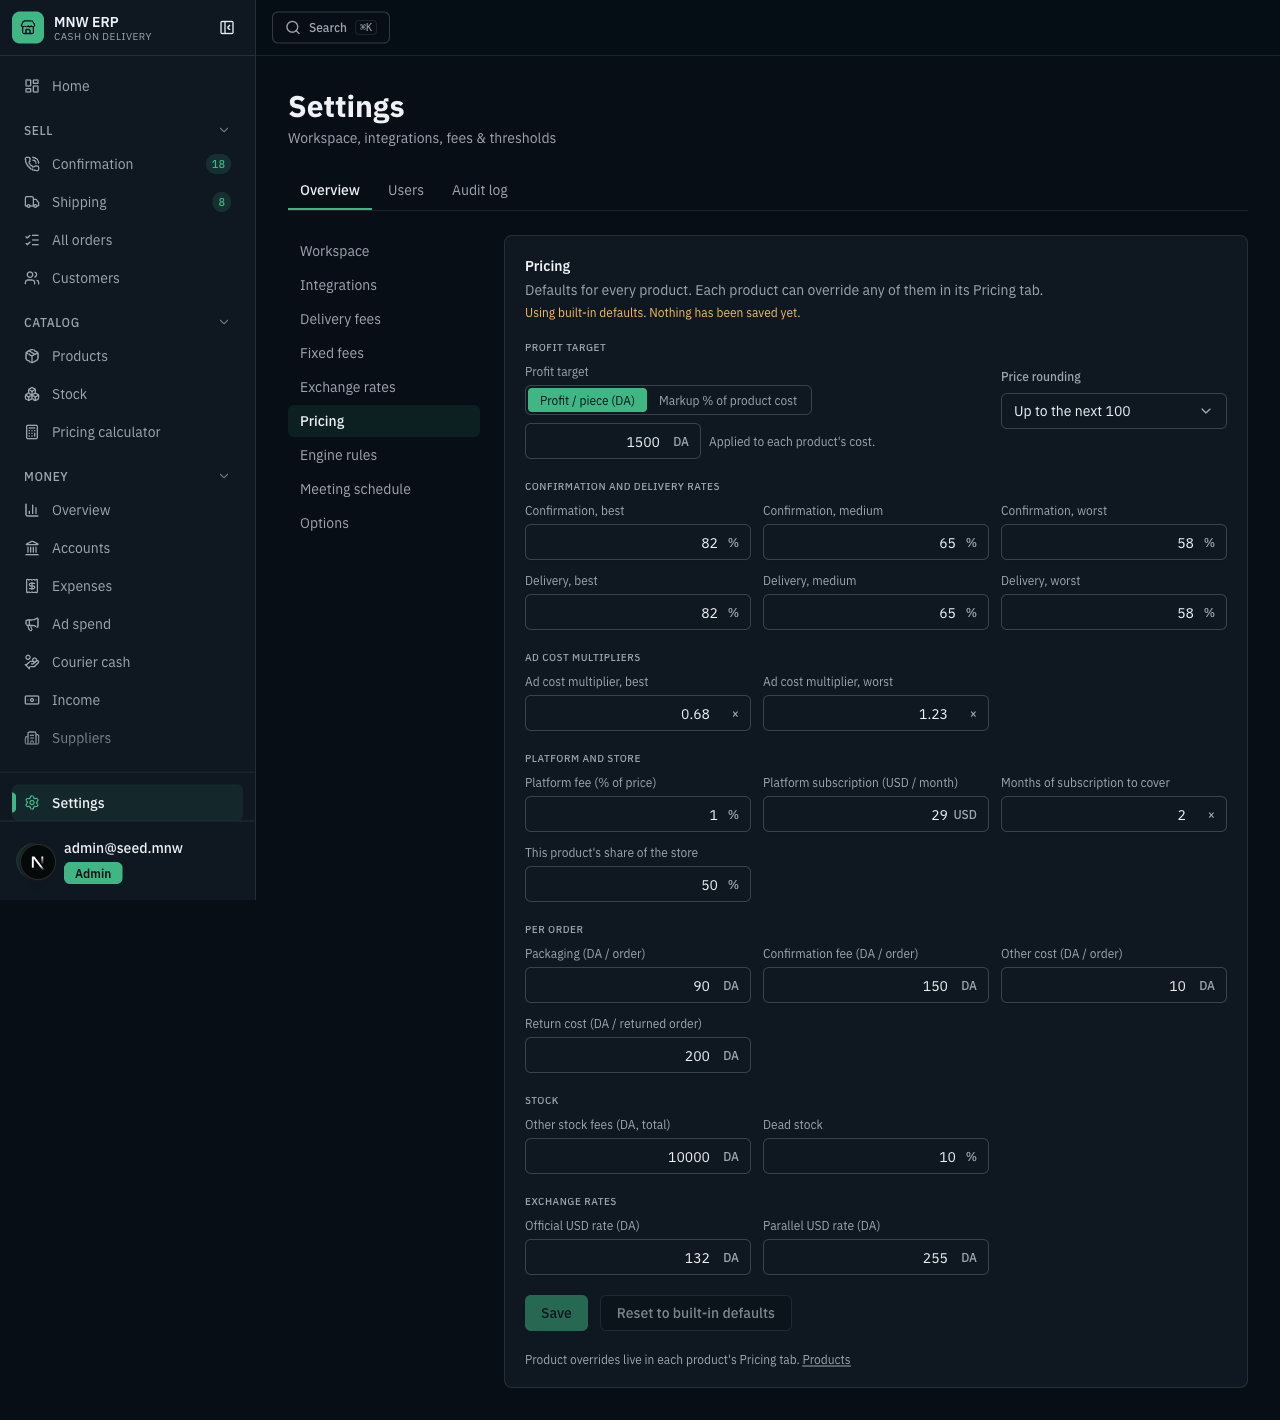 MNW ERP
CASH ON DELIVERY
Search ⌘K
Home
SELL
Confirmation 18
Shipping 8
All orders
Customers
CATALOG
Products
Stock
Pricing calculator
MONEY
Overview
Accounts
Expenses
Ad spend
Courier cash
Income
Suppliers
Settings
admin@seed.mnw
Admin
Settings
Workspace, integrations, fees & thresholds
Overview Users Audit log
Workspace
Integrations
Delivery fees
Fixed fees
Exchange rates
Pricing
Engine rules
Meeting schedule
Options
Pricing
Defaults for every product. Each product can override any of them in its Pricing tab.
Using built-in defaults. Nothing has been saved yet.
PROFIT TARGET
Profit target
Profit / piece (DA) Markup % of product cost
1500 DA Applied to each product's cost.
Price rounding
Up to the next 100
CONFIRMATION AND DELIVERY RATES
Confirmation, best Confirmation, medium Confirmation, worst
82 % 65 % 58 %
Delivery, best Delivery, medium Delivery, worst
82 % 65 % 58 %
AD COST MULTIPLIERS
Ad cost multiplier, best Ad cost multiplier, worst
0.68 × 1.23 ×
PLATFORM AND STORE
Platform fee (% of price) Platform subscription (USD / month) Months of subscription to cover
1 % 29 USD 2 ×
This product's share of the store
50 %
PER ORDER
Packaging (DA / order) Confirmation fee (DA / order) Other cost (DA / order)
90 DA 150 DA 10 DA
Return cost (DA / returned order)
200 DA
STOCK
Other stock fees (DA, total) Dead stock
10000 DA 10 %
EXCHANGE RATES
Official USD rate (DA) Parallel USD rate (DA)
132 DA 255 DA
Save Reset to built-in defaults
Product overrides live in each product's Pricing tab. Products